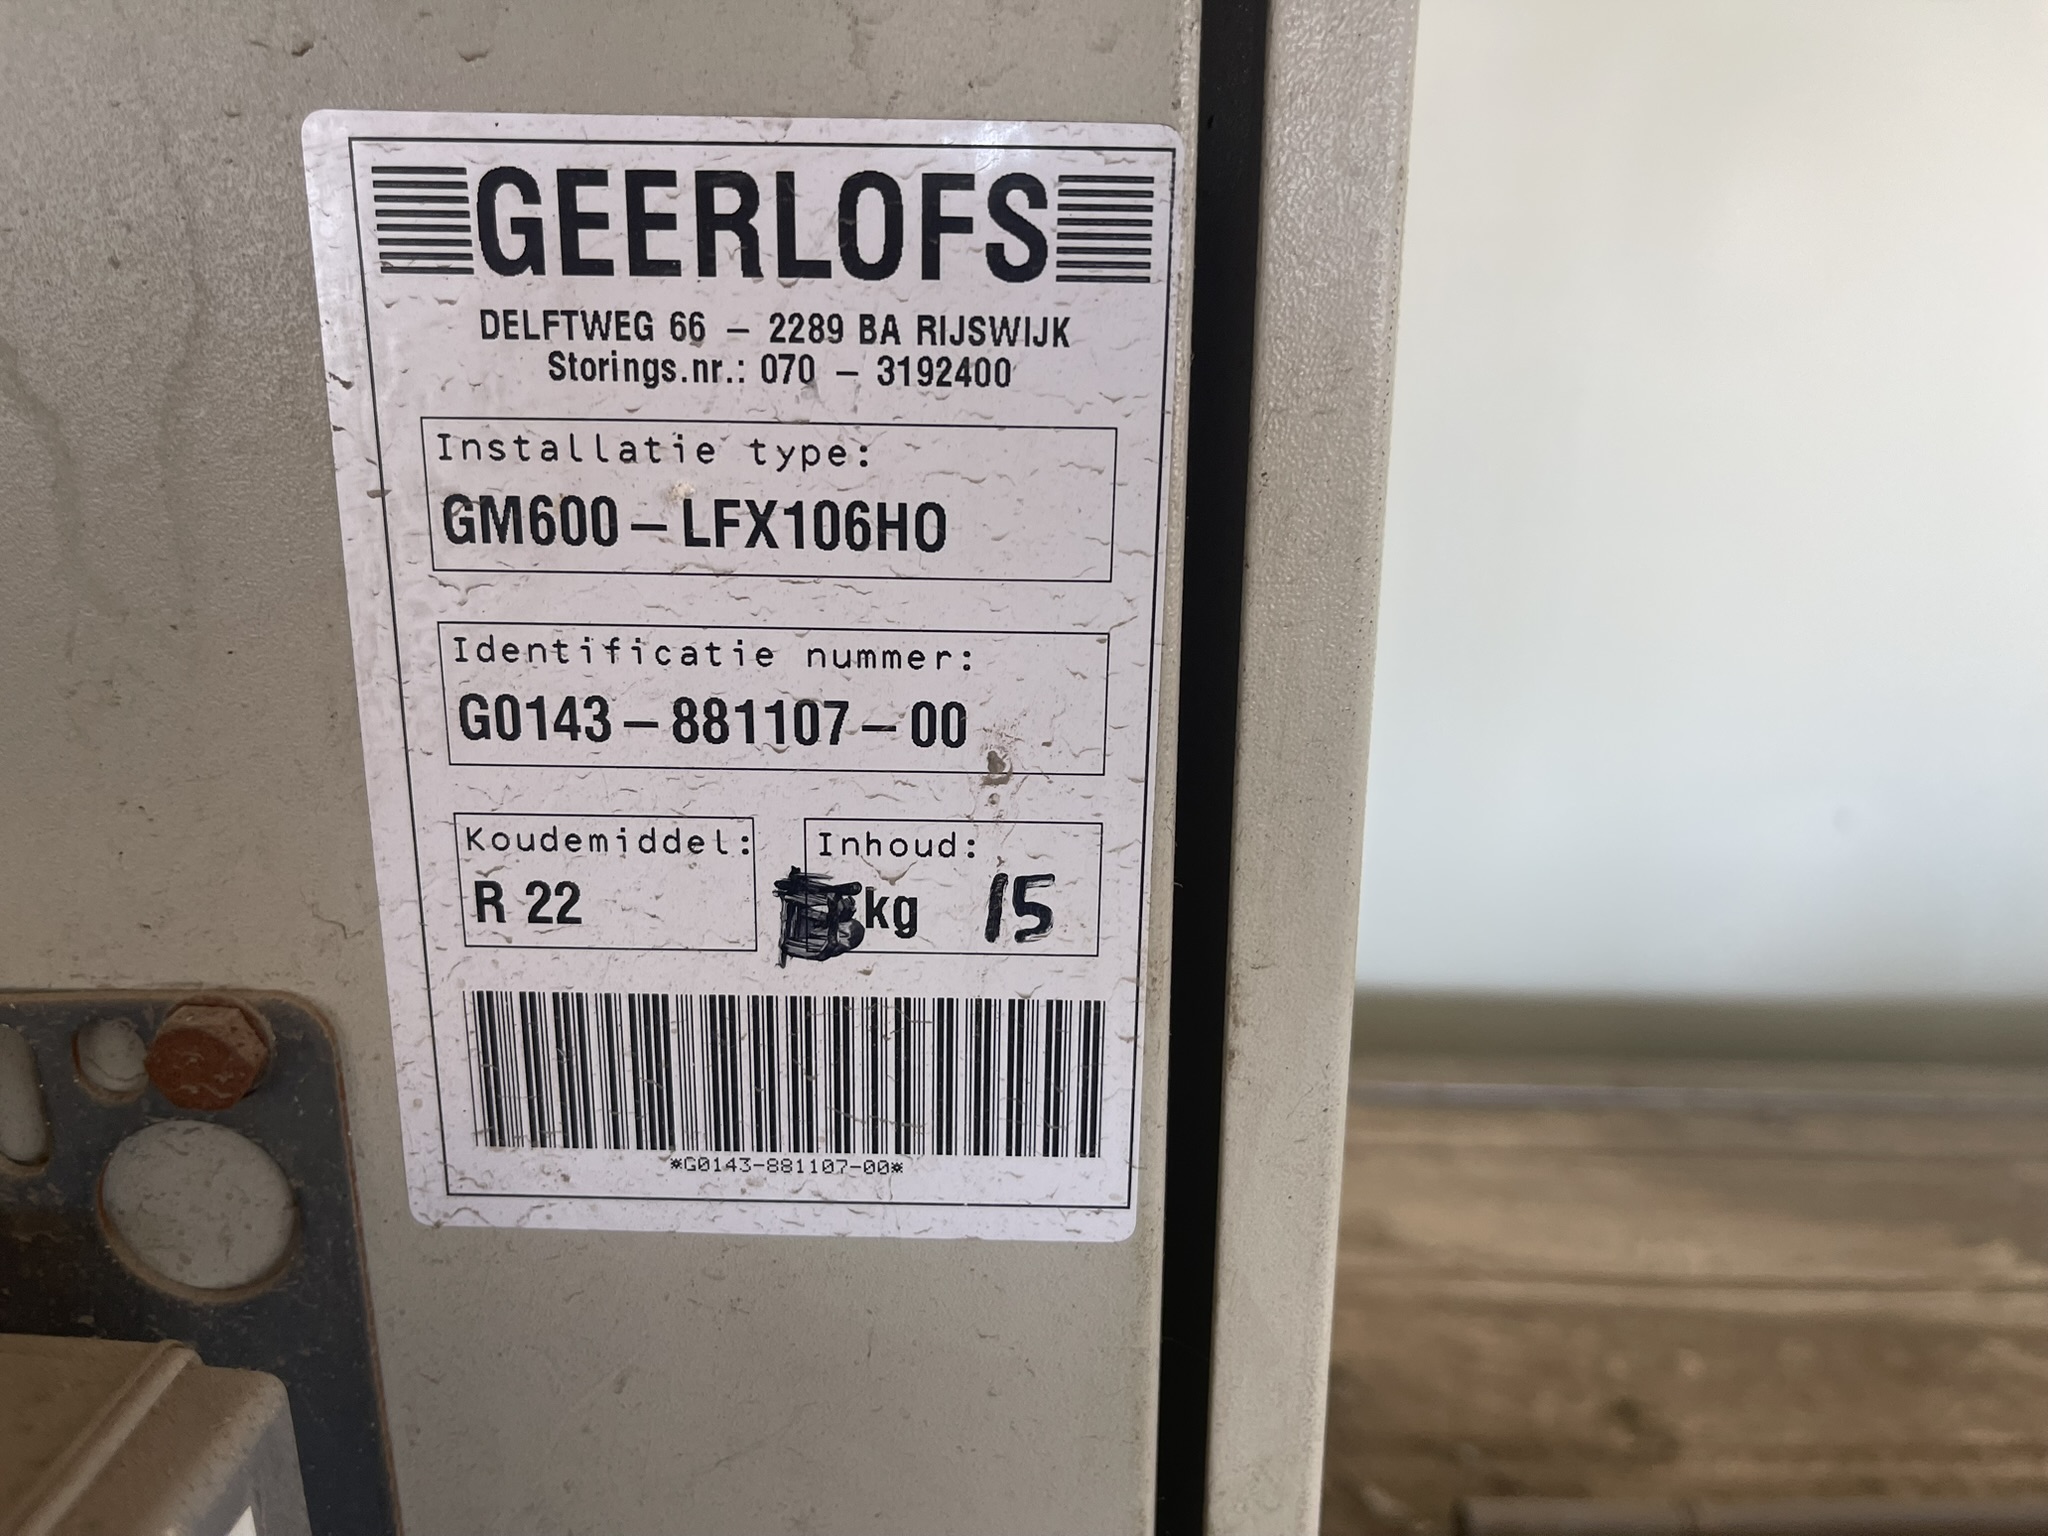 GEERLOFS
DELFTWEG 66 – 2289 BA RIJSWIJK
Storings.nr.: 070 – 3192400
Installatie type:
GM600–LFX106HO
Identificatie nummer:
G0143–881107–00
Koudemiddel:
R 22
Inhoud:
kg 15
*G0143-881107-00*